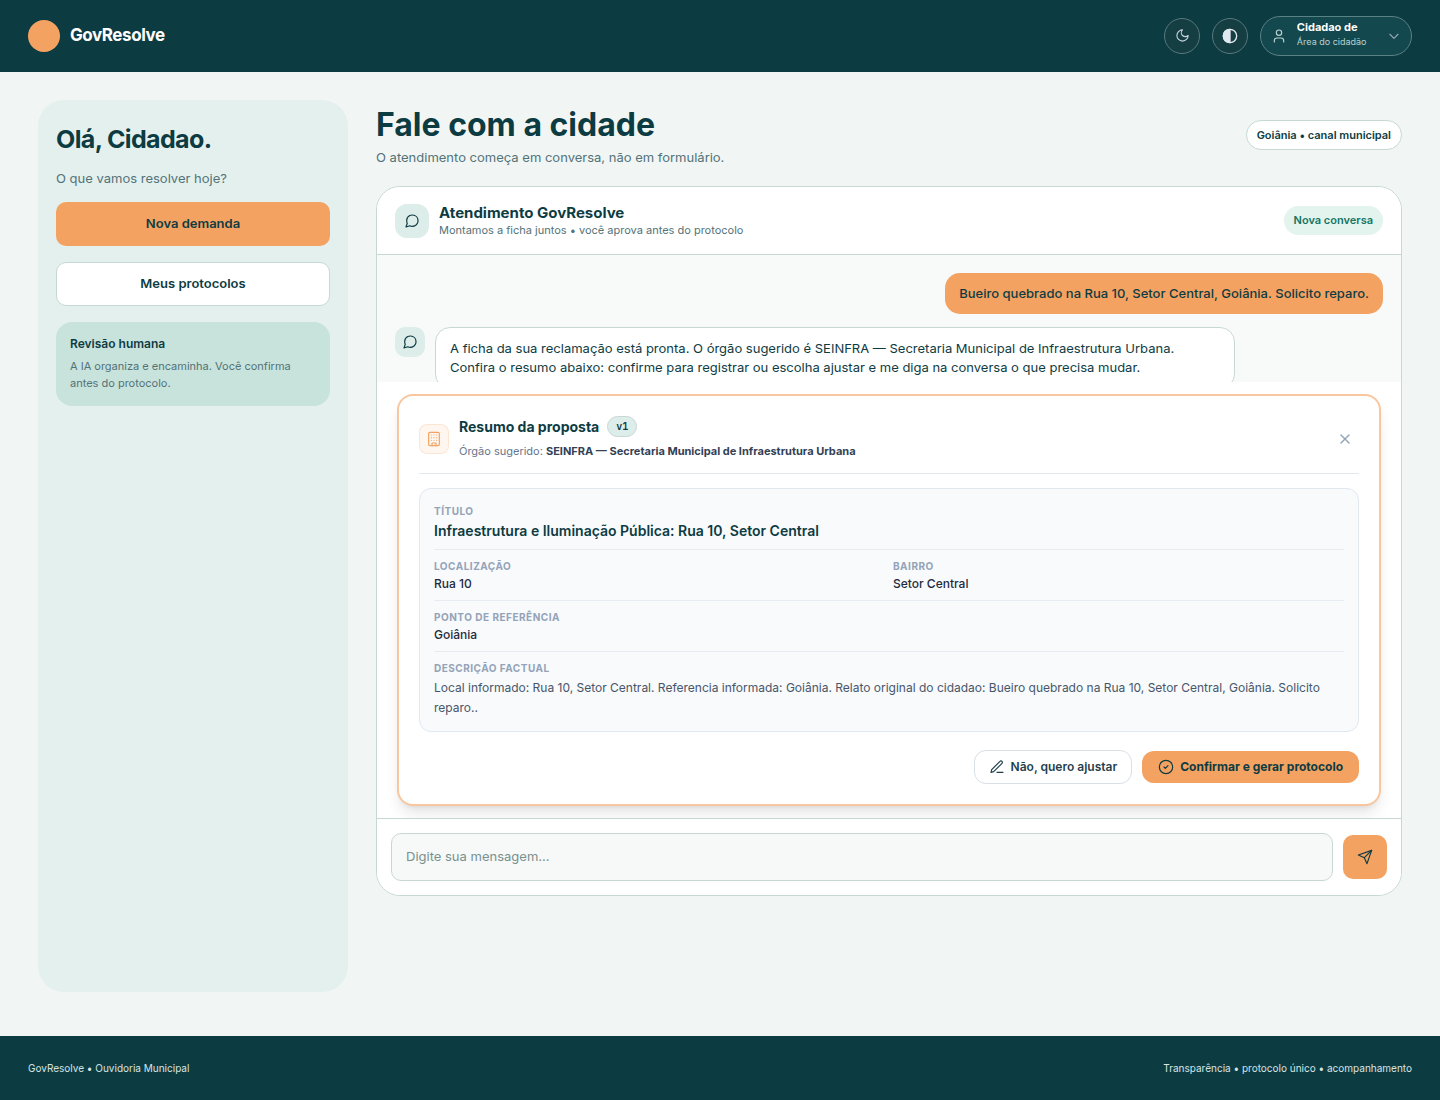 GovResolve
Cidadao de
Área do cidadão
Olá, Cidadao.
O que vamos resolver hoje?
Nova demanda
Meus protocolos
Revisão humana
A IA organiza e encaminha. Você confirma
antes do protocolo.
Fale com a cidade
O atendimento começa em conversa, não em formulário.
Goiânia • canal municipal
Atendimento GovResolve
Montamos a ficha juntos • você aprova antes do protocolo
Nova conversa
Bueiro quebrado na Rua 10, Setor Central, Goiânia. Solicito reparo.
A ficha da sua reclamação está pronta. O órgão sugerido é SEINFRA — Secretaria Municipal de Infraestrutura Urbana.
Confira o resumo abaixo: confirme para registrar ou escolha ajustar e me diga na conversa o que precisa mudar.
Resumo da proposta v1
Órgão sugerido: SEINFRA — Secretaria Municipal de Infraestrutura Urbana
TÍTULO
Infraestrutura e Iluminação Pública: Rua 10, Setor Central
LOCALIZAÇÃO
Rua 10
BAIRRO
Setor Central
PONTO DE REFERÊNCIA
Goiânia
DESCRIÇÃO FACTUAL
Local informado: Rua 10, Setor Central. Referencia informada: Goiânia. Relato original do cidadao: Bueiro quebrado na Rua 10, Setor Central, Goiânia. Solicito
reparo..
Não, quero ajustar
Confirmar e gerar protocolo
Digite sua mensagem...
GovResolve • Ouvidoria Municipal
Transparência • protocolo único • acompanhamento